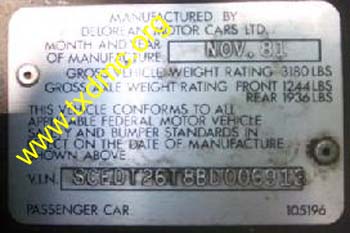 MANUFACTURED BY
DELOREAN MOTOR CARS LTD.
MONTH AND YEAR
OF MANUFACTURE NOV. 81
GROSS VEHICLE WEIGHT RATING 3180 LBS
GROSS AXLE WEIGHT RATING FRONT 1244 LBS
REAR 1936 LBS
THIS VEHICLE CONFORMS TO ALL
APPLICABLE FEDERAL MOTOR VEHICLE
SAFETY AND BUMPER STANDARDS IN
EFFECT ON THE DATE OF MANUFACTURE
SHOWN ABOVE
V.I.N. SCEDT26T8BD006913
PASSENGER CAR 105196
www.txdmc.org